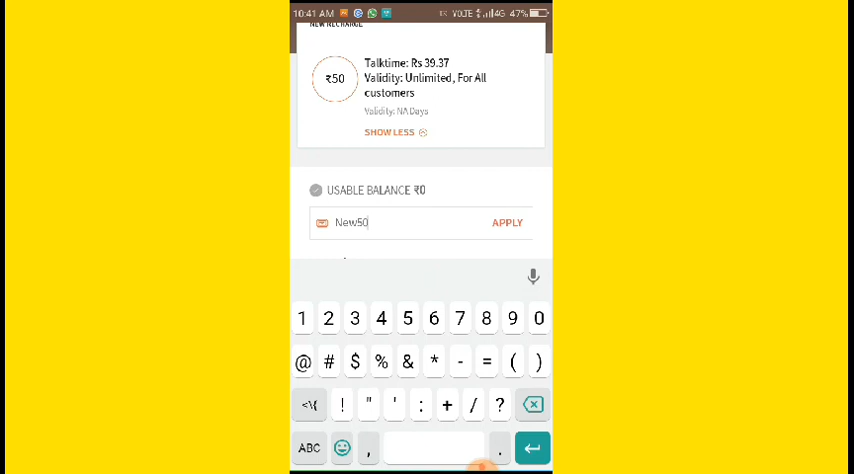 10:41 AM
1X VoLTE 4G 47%
NEW RECHARGE
₹50
Talktime: Rs 39.37
Validity: Unlimited, For All
customers
Validity: NA Days
SHOW LESS
USABLE BALANCE ₹0
New50
APPLY
1 2 3 4 5 6 7 8 9 0
@ # $ % & * - = ( )
<\{ ! " ' : + / ?
ABC , .